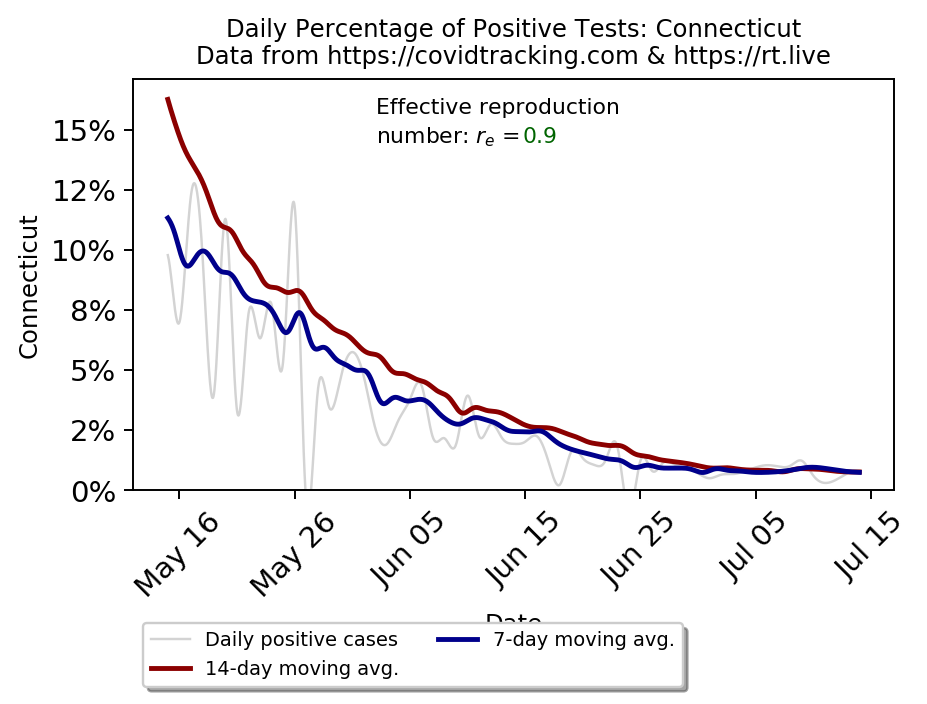 Daily Percentage of Positive Tests: Connecticut
Data from https://covidtracking.com & https://rt.live
Effective reproduction
number: rₑ =0.9
15%
12%
10%
8%
5%
2%
0%
Connecticut
May 16
May 26
Jun 05
Jun 15
Jun 25
Jul 05
Jul 15
Date
Daily positive cases
14-day moving avg.
7-day moving avg.